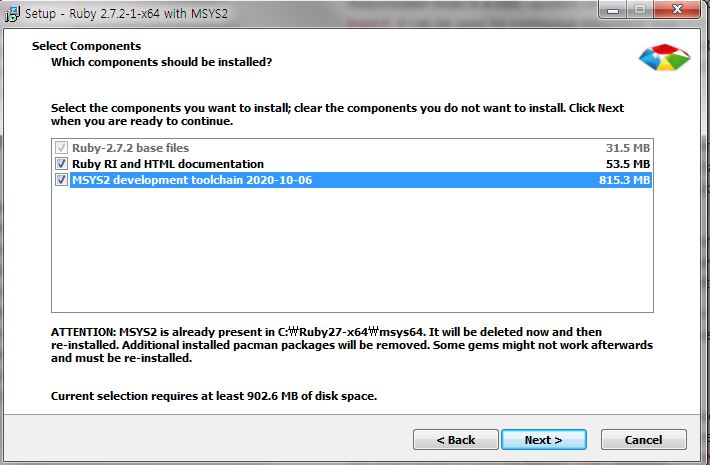 Setup - Ruby 2.7.2-1-x64 with MSYS2
Select Components
Which components should be installed?
Select the components you want to install; clear the components you do not want to install. Click Next
when you are ready to continue.
Ruby-2.7.2 base files 31.5 MB
Ruby RI and HTML documentation 53.5 MB
MSYS2 development toolchain 2020-10-06 815.3 MB
ATTENTION: MSYS2 is already present in C:₩Ruby27-x64₩msys64. It will be deleted now and then
re-installed. Additional installed pacman packages will be removed. Some gems might not work afterwards
and must be re-installed.
Current selection requires at least 902.6 MB of disk space.
< Back Next > Cancel